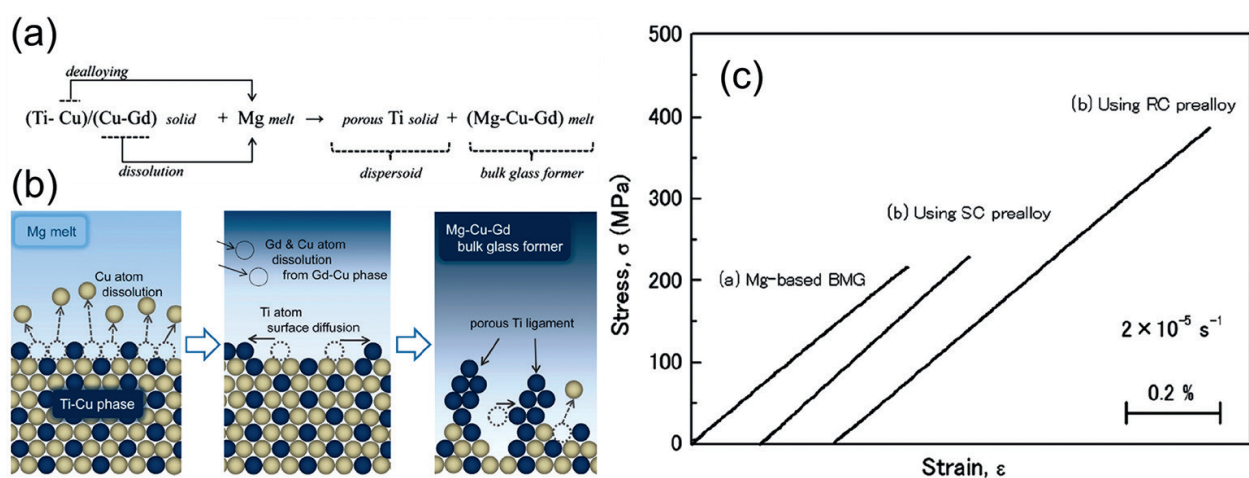 (a)
dealloying
(Ti- Cu)/(Cu-Gd) solid + Mg melt → porous Ti solid + (Mg-Cu-Gd) melt
dissolution
dispersoid
bulk glass former
(b)
Mg melt
Cu atom
dissolution
Ti-Cu phase
Gd & Cu atom
dissolution
from Gd-Cu phase
Ti atom
surface diffusion
Mg-Cu-Gd
bulk glass former
porous Ti ligament
(c)
Stress, σ (MPa)
500
400
300
200
100
0
(b) Using RC prealloy
(b) Using SC prealloy
(a) Mg-based BMG
2 × 10⁻⁵ s⁻¹
0.2 %
Strain, ε